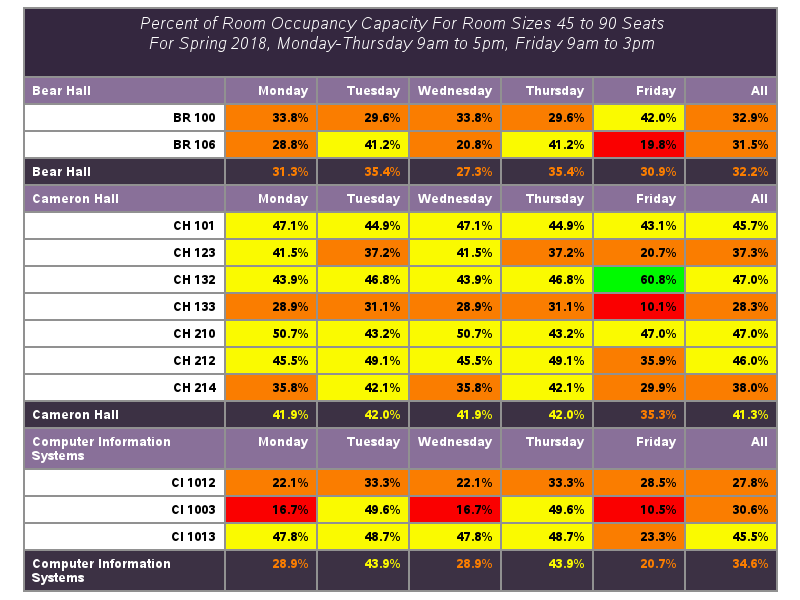 Percent of Room Occupancy Capacity For Room Sizes 45 to 90 Seats
For Spring 2018, Monday-Thursday 9am to 5pm, Friday 9am to 3pm
Bear Hall Monday Tuesday Wednesday Thursday Friday All
BR 100 33.8% 29.6% 33.8% 29.6% 42.0% 32.9%
BR 106 28.8% 41.2% 20.8% 41.2% 19.8% 31.5%
Bear Hall 31.3% 35.4% 27.3% 35.4% 30.9% 32.2%
Cameron Hall Monday Tuesday Wednesday Thursday Friday All
CH 101 47.1% 44.9% 47.1% 44.9% 43.1% 45.7%
CH 123 41.5% 37.2% 41.5% 37.2% 20.7% 37.3%
CH 132 43.9% 46.8% 43.9% 46.8% 60.8% 47.0%
CH 133 28.9% 31.1% 28.9% 31.1% 10.1% 28.3%
CH 210 50.7% 43.2% 50.7% 43.2% 47.0% 47.0%
CH 212 45.5% 49.1% 45.5% 49.1% 35.9% 46.0%
CH 214 35.8% 42.1% 35.8% 42.1% 29.9% 38.0%
Cameron Hall 41.9% 42.0% 41.9% 42.0% 35.3% 41.3%
Computer Information Monday Tuesday Wednesday Thursday Friday All
Systems
CI 1012 22.1% 33.3% 22.1% 33.3% 28.5% 27.8%
CI 1003 16.7% 49.6% 16.7% 49.6% 10.5% 30.6%
CI 1013 47.8% 48.7% 47.8% 48.7% 23.3% 45.5%
Computer Information 28.9% 43.9% 28.9% 43.9% 20.7% 34.6%
Systems